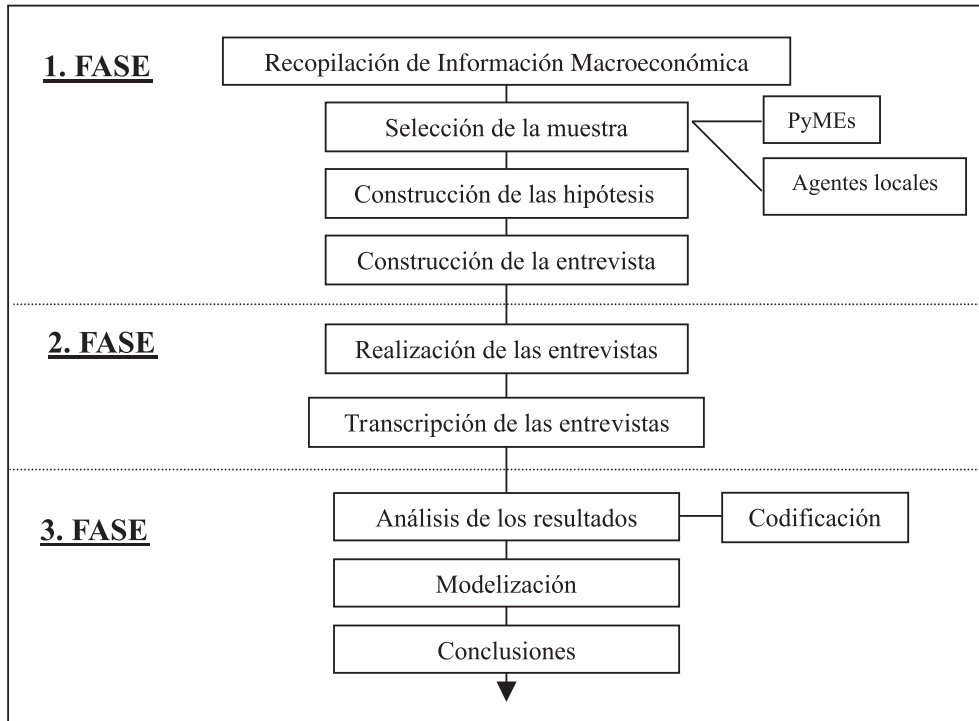 1. FASE
Recopilación de Información Macroeconómica
Selección de la muestra
PyMEs
Agentes locales
Construcción de las hipótesis
Construcción de la entrevista
2. FASE
Realización de las entrevistas
Transcripción de las entrevistas
3. FASE
Análisis de los resultados
Codificación
Modelización
Conclusiones